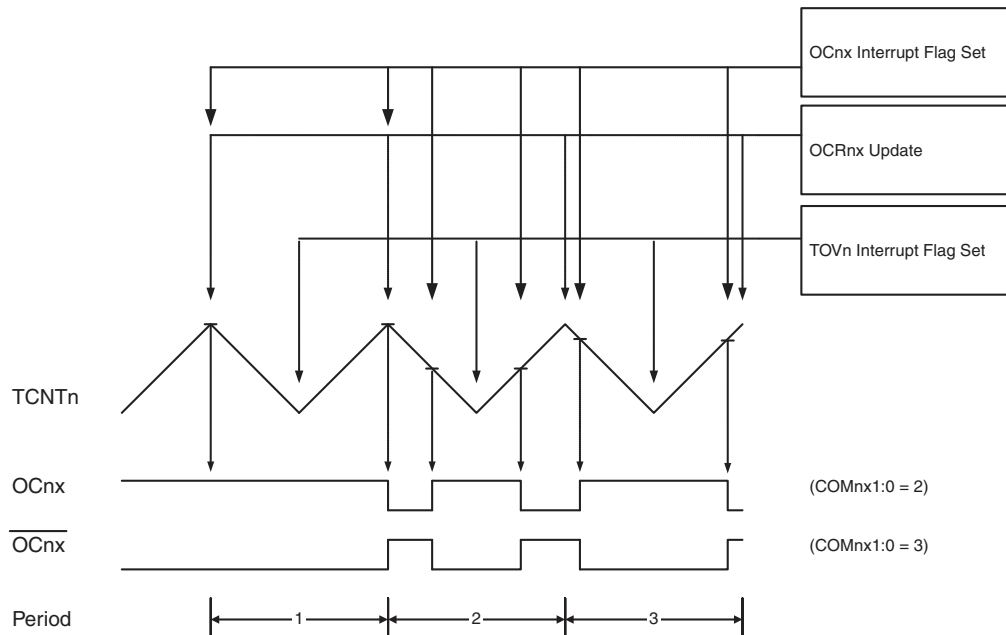 OCnx Interrupt Flag Set
OCRnx Update
TOVn Interrupt Flag Set
TCNTn
OCnx
(COMnx1:0 = 2)
OCnx
(COMnx1:0 = 3)
Period
1
2
3